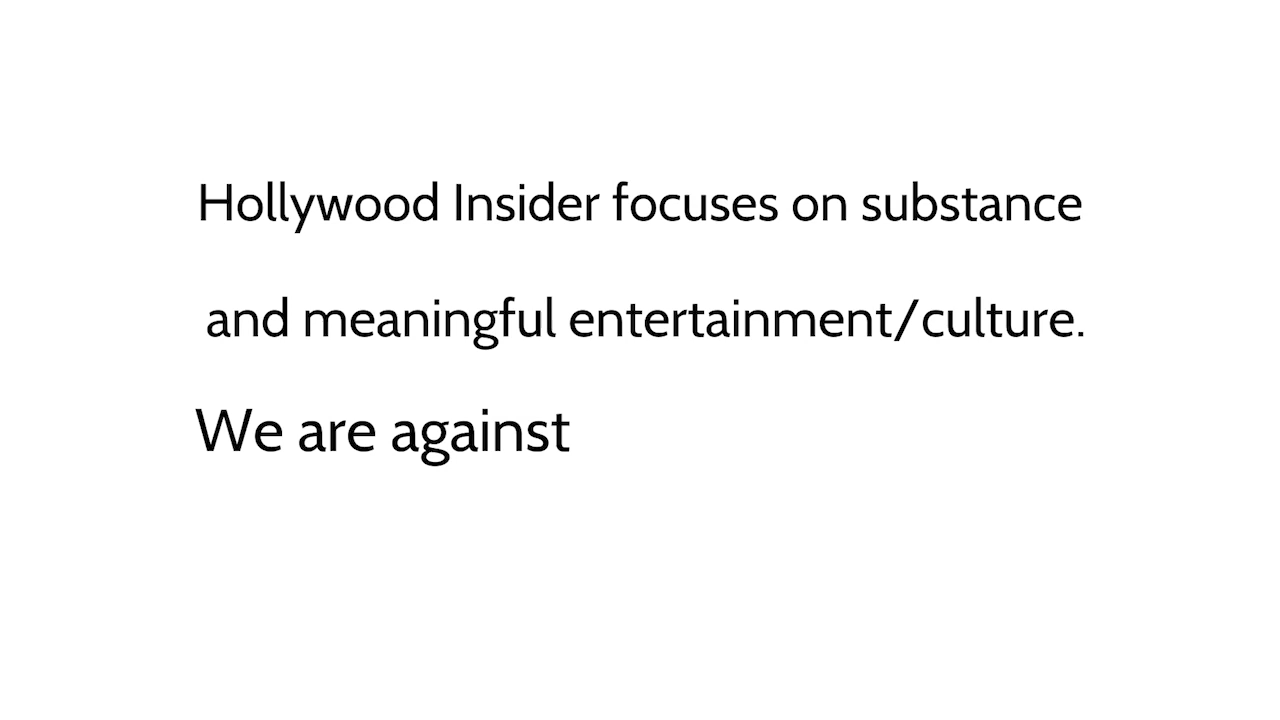 Hollywood Insider focuses on substance
and meaningful entertainment/culture.
We are against